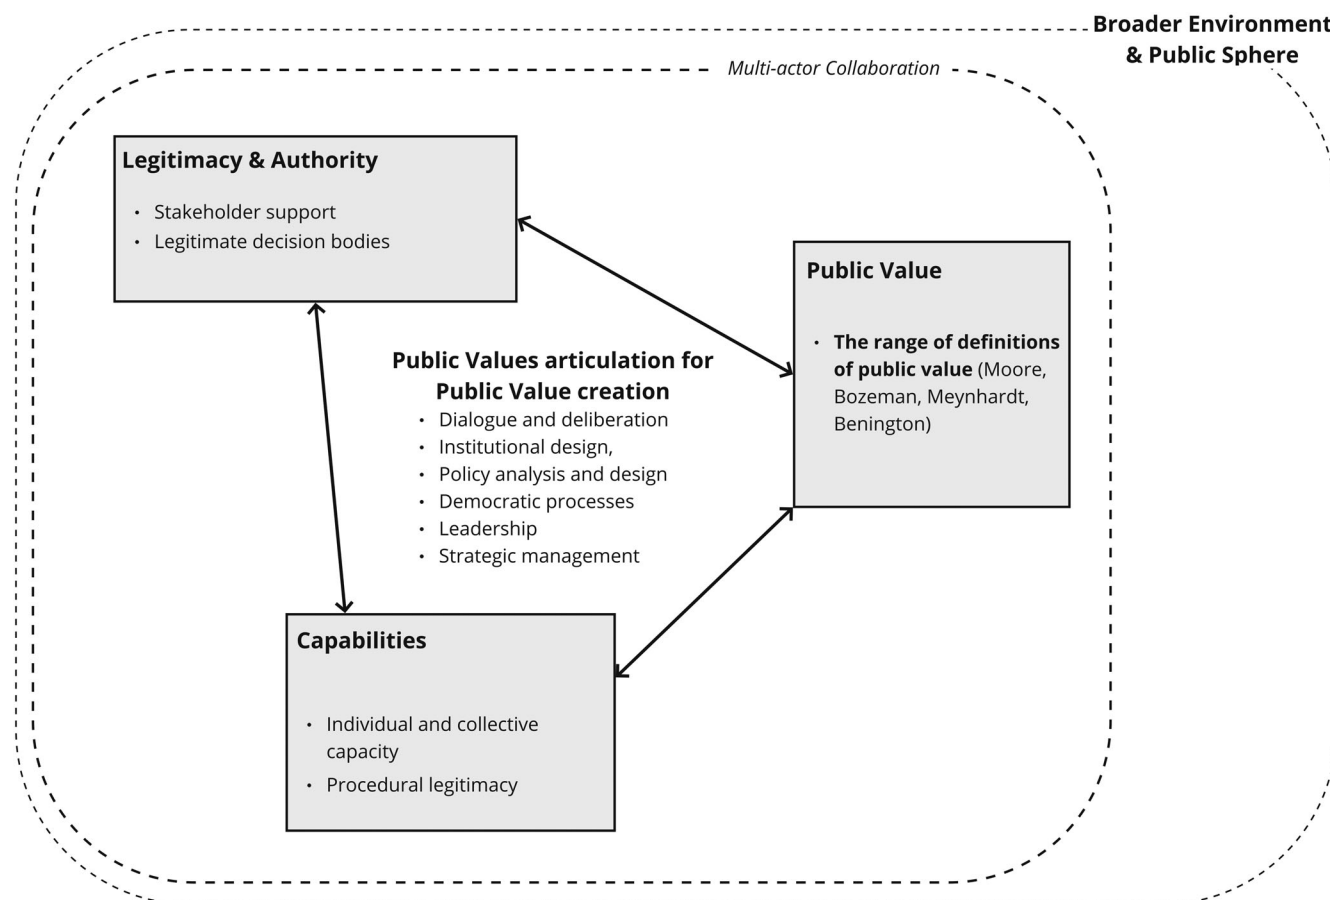 Broader Environment
& Public Sphere
Multi-actor Collaboration
Legitimacy & Authority
• Stakeholder support
• Legitimate decision bodies
Public Value
• The range of definitions
of public value (Moore,
Bozeman, Meynhardt,
Benington)
Public Values articulation for
Public Value creation
• Dialogue and deliberation
• Institutional design,
• Policy analysis and design
• Democratic processes
• Leadership
• Strategic management
Capabilities
• Individual and collective
capacity
• Procedural legitimacy